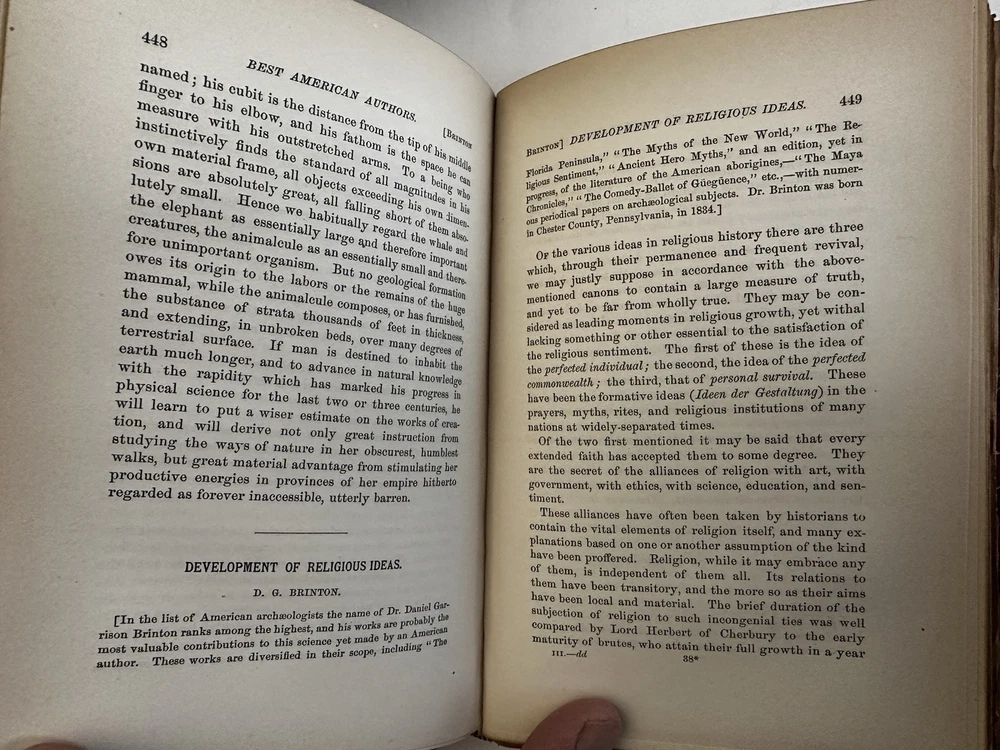 448
BEST AMERICAN AUTHORS.
[BRINTON
named; his cubit is the distance from the tip of his middle
finger to his elbow, and his fathom is the space he can
measure with his outstretched arms. To a being who
instinctively finds the standard of all magnitudes in his
own material frame, all objects exceeding his own dimen-
sions are absolutely great, all falling short of them abso-
lutely small. Hence we habitually regard the whale and
the elephant as essentially large and therefore important
creatures, the animalcule as an essentially small and there-
fore unimportant organism. But no geological formation
owes its origin to the labors or the remains of the huge
mammal, while the animalcule composes, or has furnished,
the substance of strata thousands of feet in thickness,
and extending, in unbroken beds, over many degrees of
terrestrial surface. If man is destined to inhabit the
earth much longer, and to advance in natural knowledge
with the rapidity which has marked his progress in
physical science for the last two or three centuries, he
will learn to put a wiser estimate on the works of crea-
tion, and will derive not only great instruction from
studying the ways of nature in her obscurest, humblest
walks, but great material advantage from stimulating her
productive energies in provinces of her empire hitherto
regarded as forever inaccessible, utterly barren.
DEVELOPMENT OF RELIGIOUS IDEAS.
D. G. BRINTON.
[In the list of American archæologists the name of Dr. Daniel Gar-
rison Brinton ranks among the highest, and his works are probably the
most valuable contributions to this science yet made by an American
author. These works are diversified in their scope, including "The
BRINTON] DEVELOPMENT OF RELIGIOUS IDEAS. 449
Florida Peninsula," "The Myths of the New World," "The Re-
ligious Sentiment," "Ancient Hero Myths," and an edition, yet in
progress, of the literature of the American aborigines,—"The Maya
Chronicles," "The Comedy-Ballet of Güegüence," etc.,—with numer-
ous periodical papers on archæological subjects. Dr. Brinton was born
in Chester County, Pennsylvania, in 1834.]
OF the various ideas in religious history there are three
which, through their permanence and frequent revival,
we may justly suppose in accordance with the above-
mentioned canons to contain a large measure of truth,
and yet to be far from wholly true. They may be con-
sidered as leading moments in religious growth, yet withal
lacking something or other essential to the satisfaction of
the religious sentiment. The first of these is the idea of
the perfected individual; the second, the idea of the perfected
commonwealth; the third, that of personal survival. These
have been the formative ideas (Ideen der Gestaltung) in the
prayers, myths, rites, and religious institutions of many
nations at widely-separated times.
Of the two first mentioned it may be said that every
extended faith has accepted them to some degree. They
are the secret of the alliances of religion with art, with
government, with ethics, with science, education, and sen-
timent.
These alliances have often been taken by historians to
contain the vital elements of religion itself, and many ex-
planations based on one or another assumption of the kind
have been proffered. Religion, while it may embrace any
of them, is independent of them all. Its relations to
them have been transitory, and the more so as their aims
have been local and material. The brief duration of the
subjection of religion to such incongenial ties was well
compared by Lord Herbert of Cherbury to the early
maturity of brutes, who attain their full growth in a year
III.—dd 38*